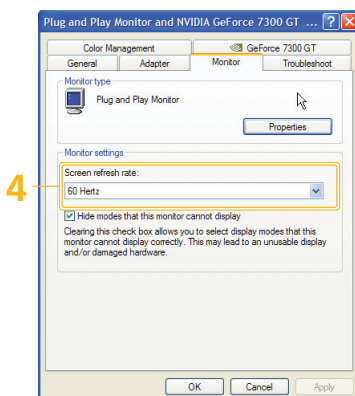 Plug and Play Monitor and NVIDIA GeForce 7300 GT ...
Color Management
GeForce 7300 GT
General
Adapter
Monitor
Troubleshoot
Monitor type
Plug and Play Monitor
Properties
Monitor settings
Screen refresh rate:
4
60 Hertz
Hide modes that this monitor cannot display
Clearing this check box allows you to select display modes that this
monitor cannot display correctly. This may lead to an unusable display
and/or damaged hardware.
OK
Cancel
Apply